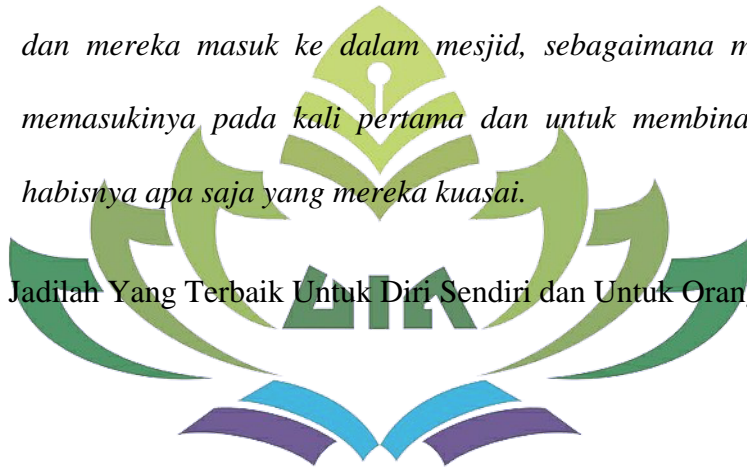 dan mereka masuk ke dalam mesjid, sebagaimana m
memasukinya pada kali pertama dan untuk membina
habisnya apa saja yang mereka kuasai.
Jadilah Yang Terbaik Untuk Diri Sendiri dan Untuk Oran
UIN